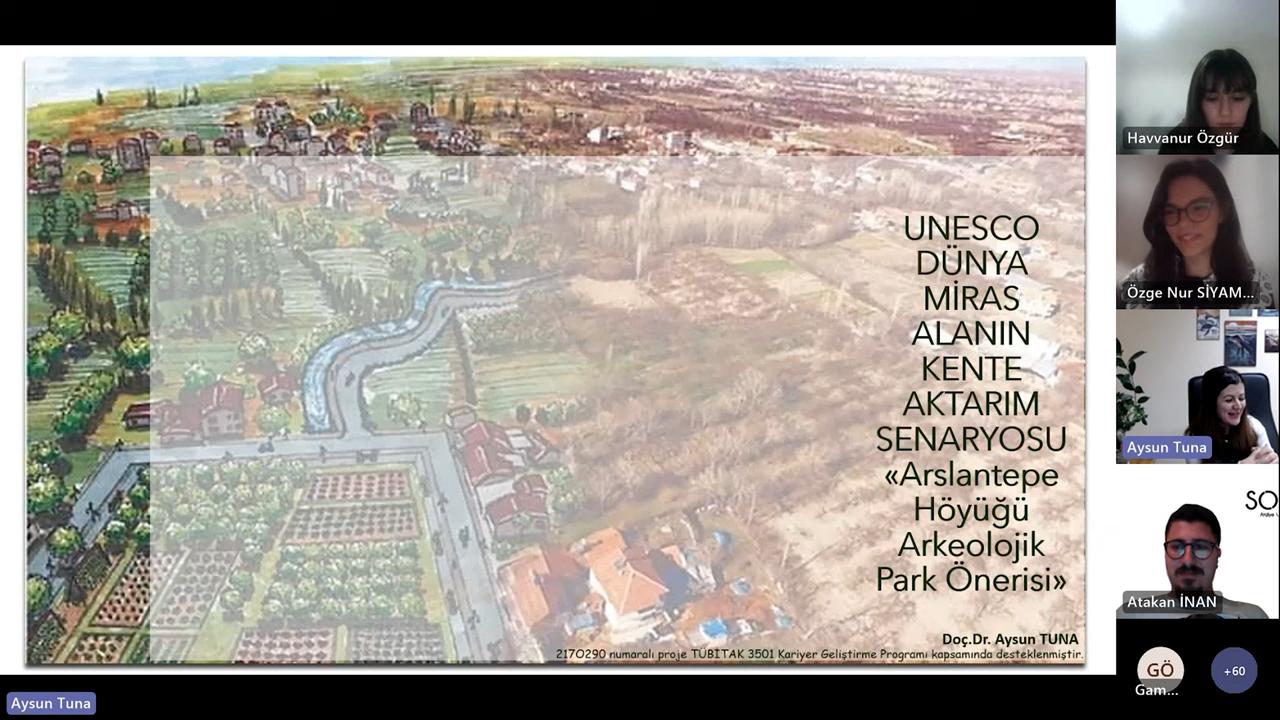 UNESCO
DÜNYA
MİRAS
ALANIN
KENTE
AKTARIM
SENARYOSU
«Arslantepe
Höyüğü
Arkeolojik
Park Önerisi»
Doç.Dr. Aysun TUNA
217O290 numaralı proje TÜBİTAK 3501 Kariyer Geliştirme Programı kapsamında desteklenmiştir.
Aysun Tuna
Havvanur Özgür
Özge Nur SİYAM...
Aysun Tuna
SO
Atakan İNAN
GÖ
Gam...
+60